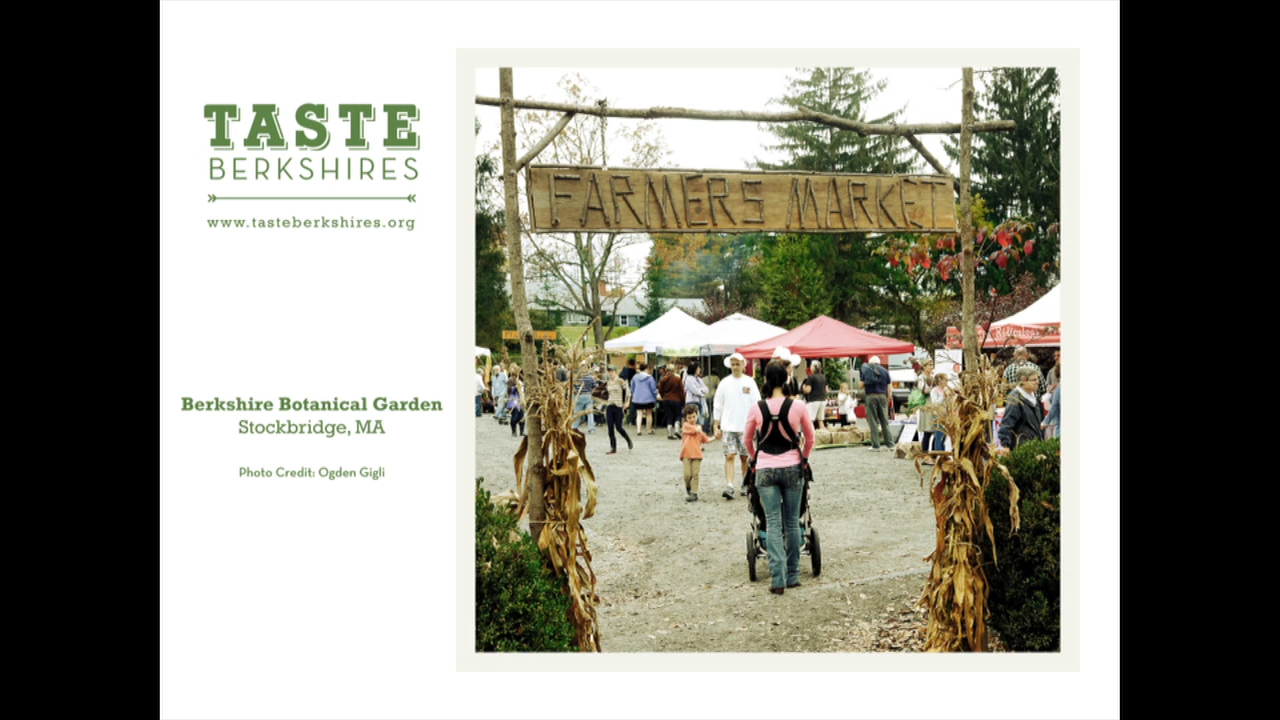 TASTE
BERKSHIRES
www.tasteberkshires.org
Berkshire Botanical Garden
Stockbridge, MA
Photo Credit: Ogden Gigli
FARMERS MARKET